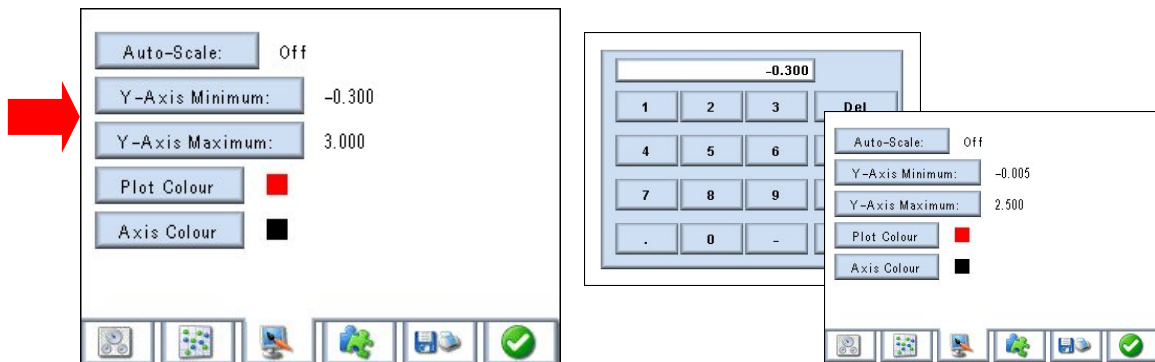 Auto-Scale: Off
Y-Axis Minimum: -0.300
Y-Axis Maximum: 3.000
Plot Colour
Axis Colour
-0.300
1 2 3 Del
4 5 6
7 8 9
. 0 -
Auto-Scale: Off
Y-Axis Minimum: -0.005
Y-Axis Maximum: 2.500
Plot Colour
Axis Colour